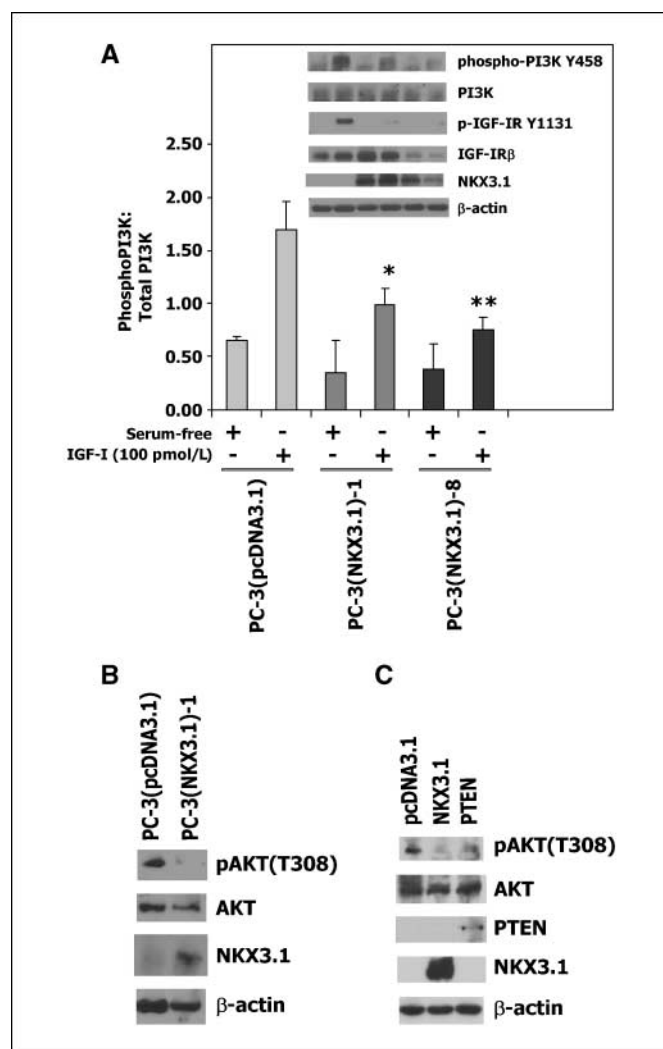 A
phospho-PI3K Y458
PI3K
p-IGF-IR Y1131
IGF-IRβ
NKX3.1
β-actin
PhosphoPI3K:
Total PI3K
2.50
2.00
1.50
1.00
0.50
0.00
* **
Serum-free + - + - + -
IGF-I (100 pmol/L) - + - + - +
PC-3(pcDNA3.1)
PC-3(NKX3.1)-1
PC-3(NKX3.1)-8
B
PC-3(pcDNA3.1)
PC-3(NKX3.1)-1
pAKT(T308)
AKT
NKX3.1
β-actin
C
pcDNA3.1
NKX3.1
PTEN
pAKT(T308)
AKT
PTEN
NKX3.1
β-actin